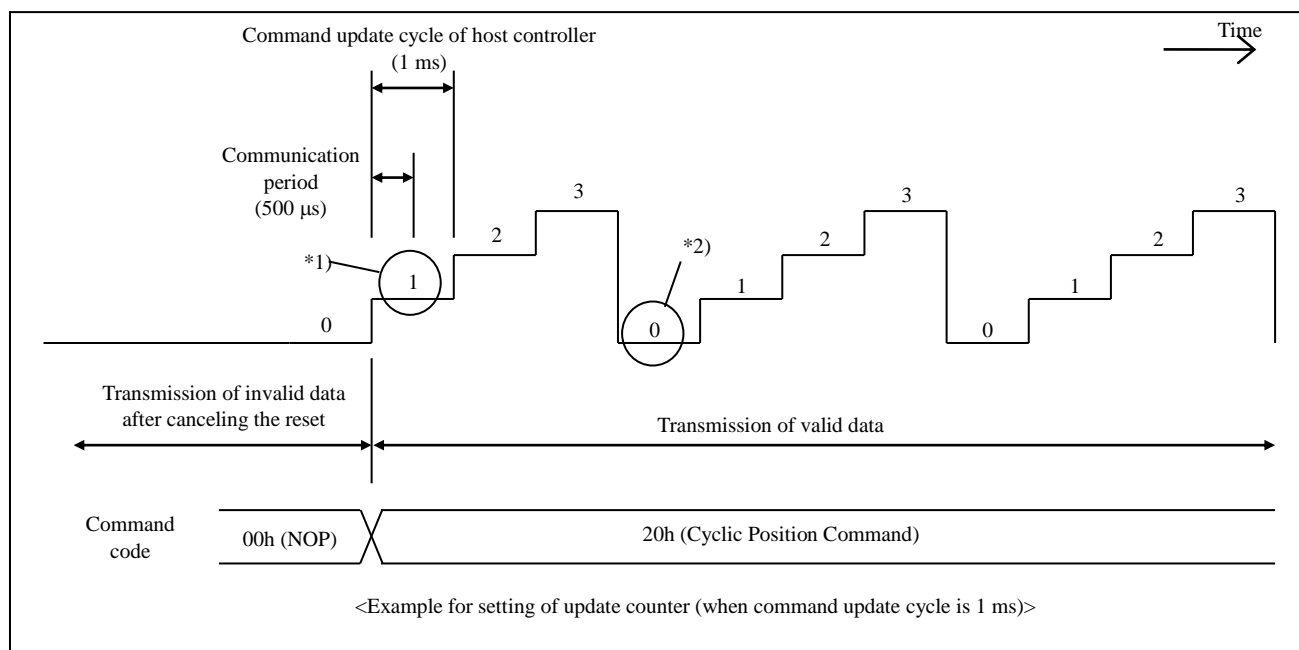 Command update cycle of host controller
(1 ms)
Time
Communication
period
(500 μs)
*1)
*2)
0
1
2
3
0
1
2
3
0
1
2
3
Transmission of invalid data
after canceling the reset
Transmission of valid data
Command
code
00h (NOP)
20h (Cyclic Position Command)
<Example for setting of update counter (when command update cycle is 1 ms)>